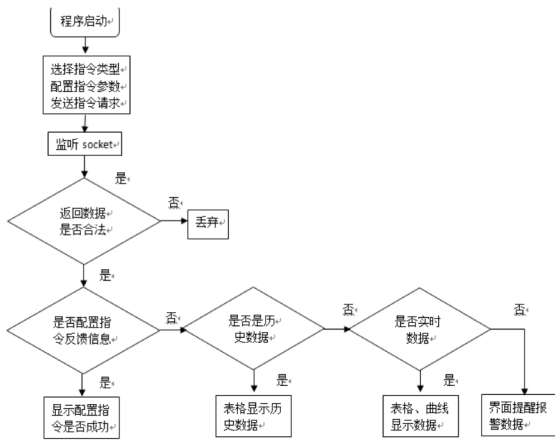 程序启动
选择指令类型
配置指令参数
发送指令请求
监听 socket
是
返回数据
是否合法
否
丢弃
是
是否配置指
令反馈信息
否
是否是历
史数据
否
是否实时
数据
否
是
显示配置指
令是否成功
是
表格显示历
史数据
是
表格、曲线
显示数据
界面提醒报
警数据